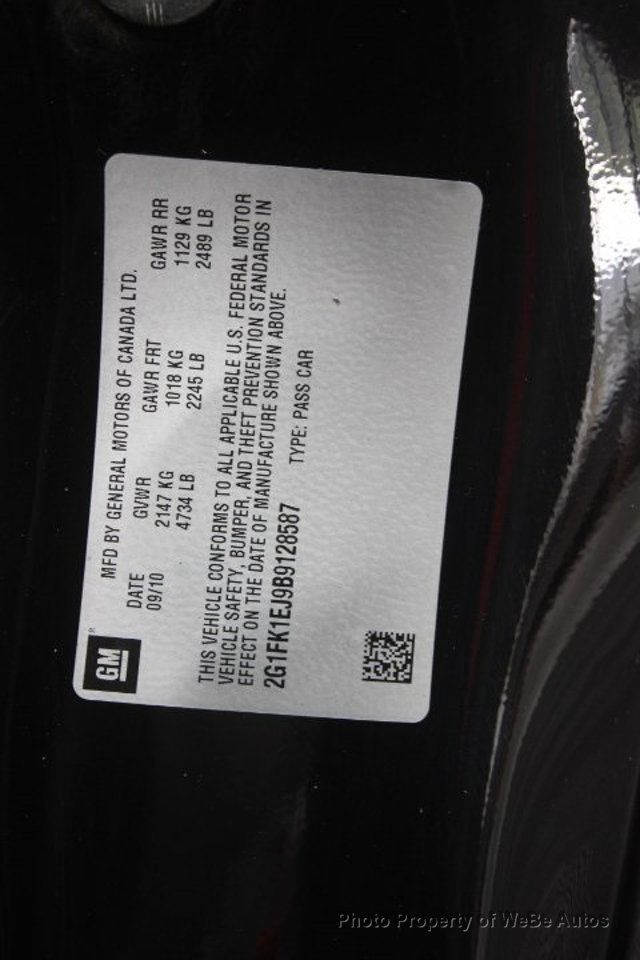 GM
®
MFD BY GENERAL MOTORS OF CANADA LTD.
DATE GVWR GAWR FRT GAWR RR
09/10 2147 KG 1018 KG 1129 KG
4734 LB 2245 LB 2489 LB
THIS VEHICLE CONFORMS TO ALL APPLICABLE U.S. FEDERAL MOTOR
VEHICLE SAFETY, BUMPER, AND THEFT PREVENTION STANDARDS IN
EFFECT ON THE DATE OF MANUFACTURE SHOWN ABOVE.
2G1FK1EJ9B9128587 TYPE: PASS CAR
Photo Property of WeBe Autos